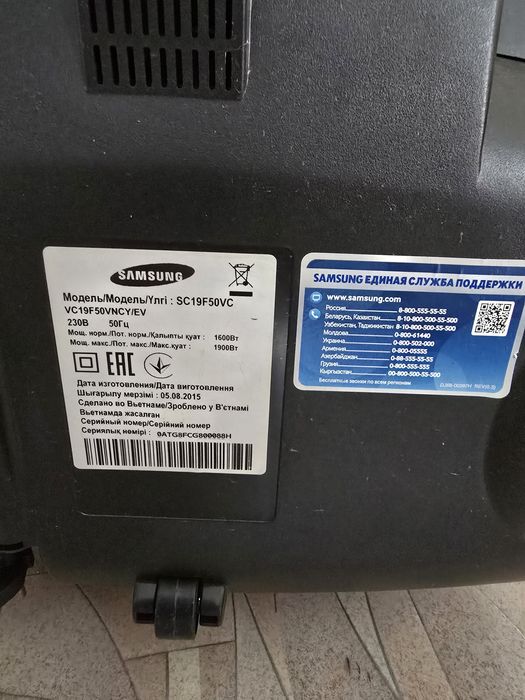 SAMSUNG
Модель/Модель/Үлгі : SC19F50VC
VC19F50VNCY/EV
230В 50Гц
Мощ. норм./Пот. норм./Қалыпты қуат : 1600Вт
Мощ. макс./Пот. макс./Макс.қуат : 1900Вт
EAC
Дата изготовления/Дата виготовлення
Шығарылу мерзімі : 05.08.2015
Сделано во Вьетнаме/Зроблено у В'єтнамі
Вьетнамда жасалған
Серийный номер/Серійний номер
Сериялық нөмірі : 0ATG8FCG800088H
SAMSUNG ЕДИНАЯ СЛУЖБА ПОДДЕРЖКИ
www.samsung.com
Россия 8-800-555-55-55
Беларусь, Казахстан 8-10-800-500-55-500
Узбекистан, Таджикистан 8-10-800-500-55-500
Молдова 0-800-61440
Украина 0-800-502-000
Армения 0-800-05555
Азербайджан 0-88-555-55-55
Грузия 0-800-555-555
Кыргызстан 00-800-500-55-500
Бесплатные звонки по всем регионам